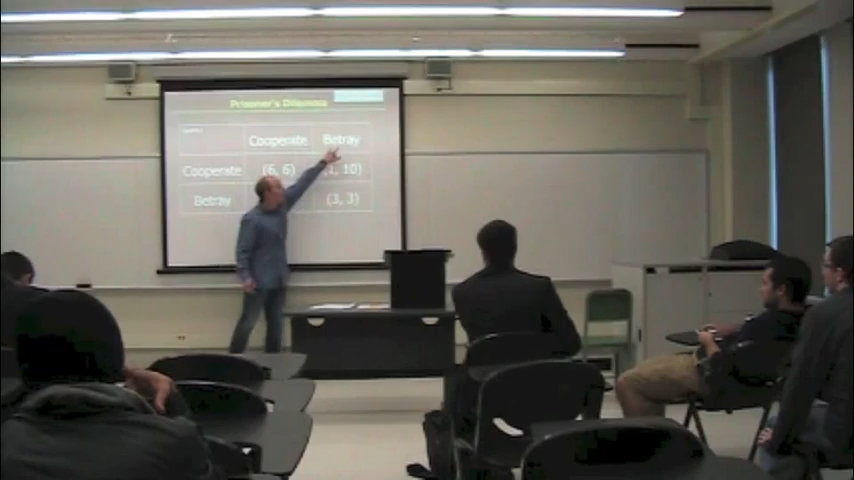 Prisoner's Dilemma
Cooperate Betray
Cooperate (6, 6) 10)
Betray (3, 3)